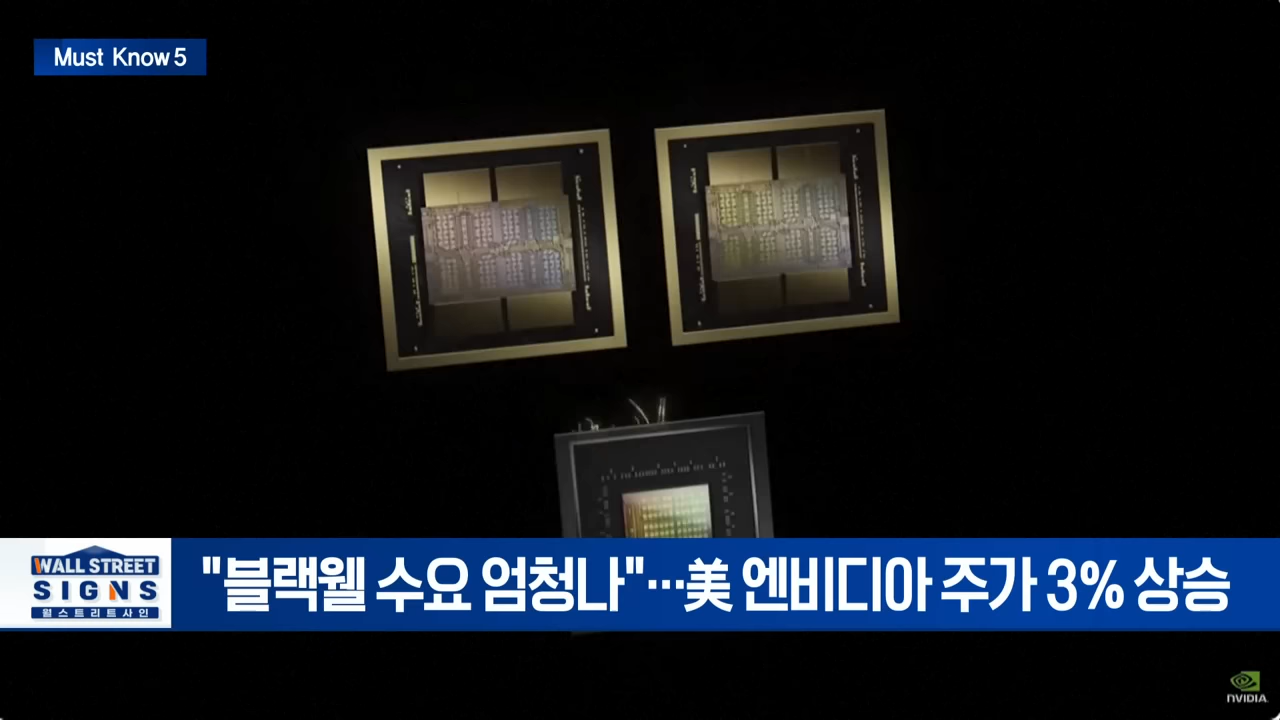 Must Know 5
WALL STREET
SIGNS
월스트리트사인
"블랙웰 수요 엄청나"…美 엔비디아 주가 3% 상승
NVIDIA.